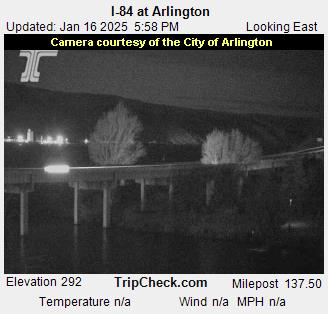 I-84 at Arlington
Updated: Jan 16 2025 5:58 PM Looking East
Camera courtesy of the City of Arlington
Elevation 292 TripCheck.com Milepost 137.50
Temperature n/a Wind n/a MPH n/a